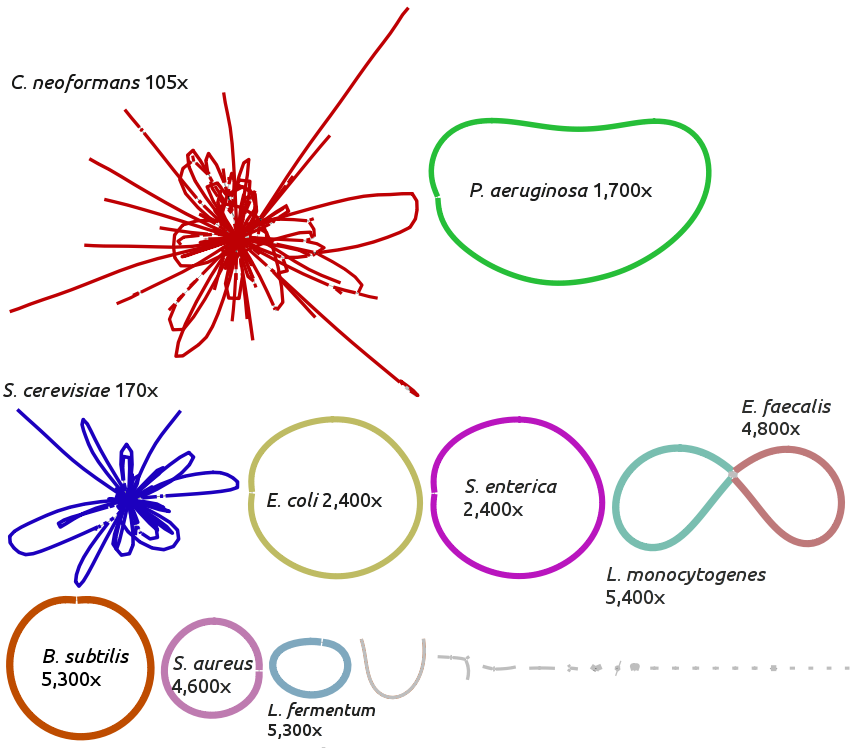 C. neoformans 105x
P. aeruginosa 1,700x
S. cerevisiae 170x
E. faecalis
4,800x
E. coli 2,400x
S. enterica
2,400x
L. monocytogenes
5,400x
B. subtilis
5,300x
S. aureus
4,600x
L. fermentum
5,300x